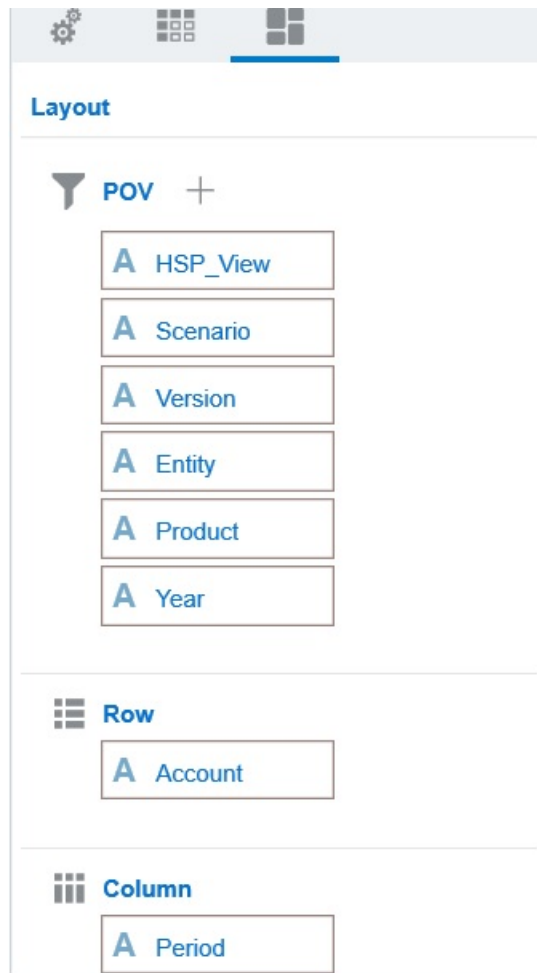 Layout
POV
A HSP_View
A Scenario
A Version
A Entity
A Product
A Year
Row
A Account
Column
A Period